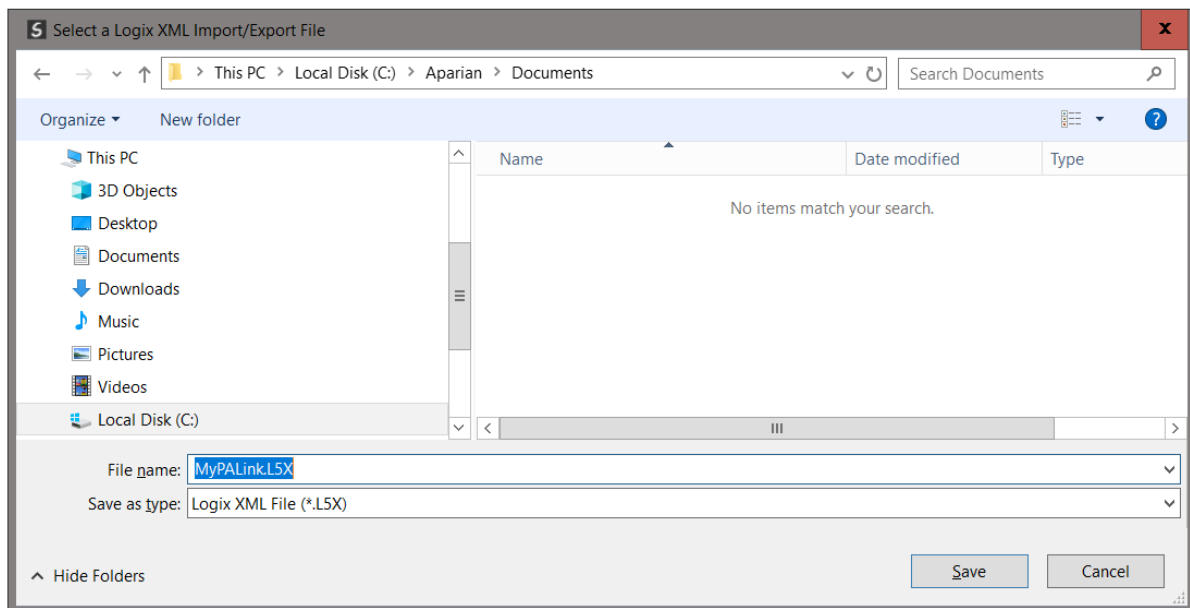 S Select a Logix XML Import/Export File x
> This PC > Local Disk (C:) > Aparian > Documents Search Documents
Organize New folder ?
Name Date modified Type
This PC
No items match your search.
3D Objects
Desktop
Documents
Downloads
Music
Pictures
Videos
Local Disk (C:)
File name: MyPALink.L5X
Save as type: Logix XML File (*.L5X)
Hide Folders Save Cancel